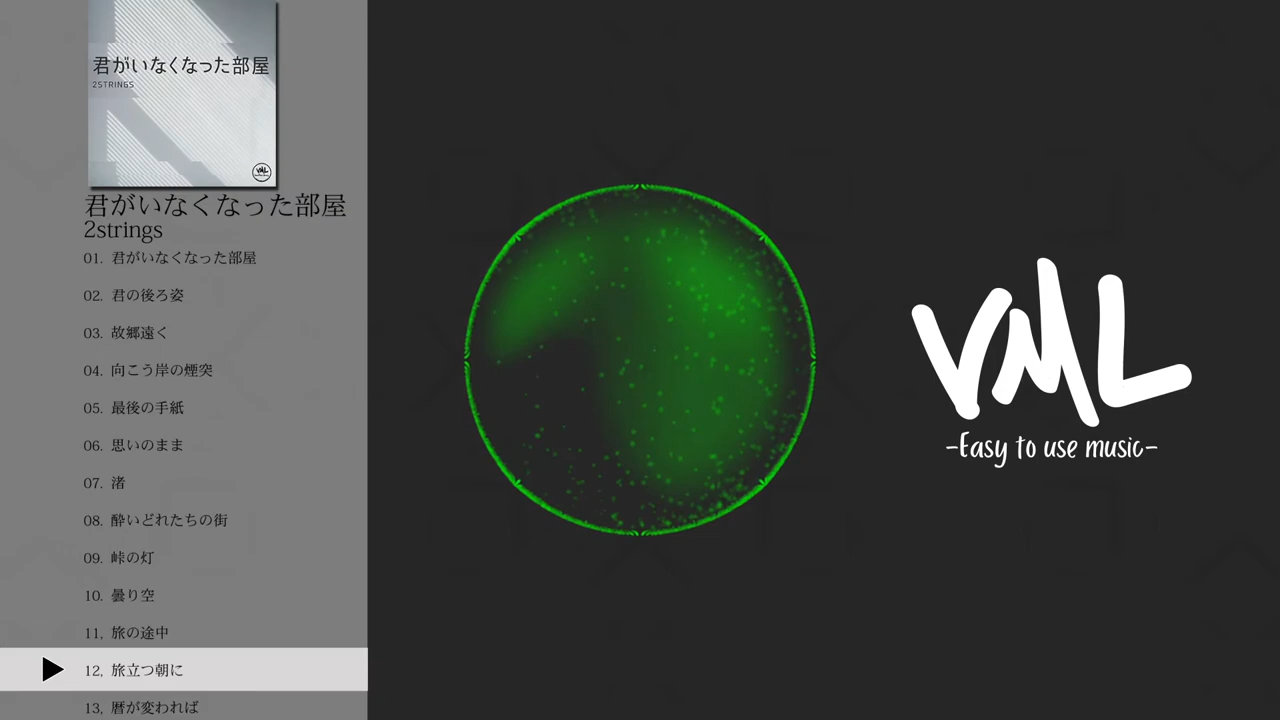 君がいなくなった部屋
2STRINGS
VML
君がいなくなった部屋
2strings
01. 君がいなくなった部屋
02. 君の後ろ姿
03. 故郷遠く
04. 向こう岸の煙突
05. 最後の手紙
06. 思いのまま
07. 渚
08. 酔いどれたちの街
09. 峠の灯
10. 曇り空
11, 旅の途中
12, 旅立つ朝に
13, 暦が変われば
VML
-Easy to use music-